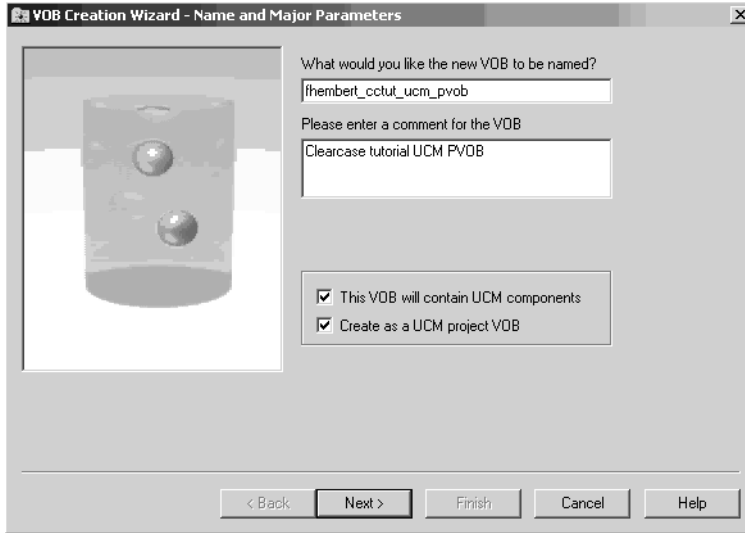 VOB Creation Wizard - Name and Major Parameters
What would you like the new VOB to be named?
fhembert_cctut_ucm_pvob
Please enter a comment for the VOB
Clearcase tutorial UCM PVOB
This VOB will contain UCM components
Create as a UCM project VOB
< Back
Next >
Finish
Cancel
Help